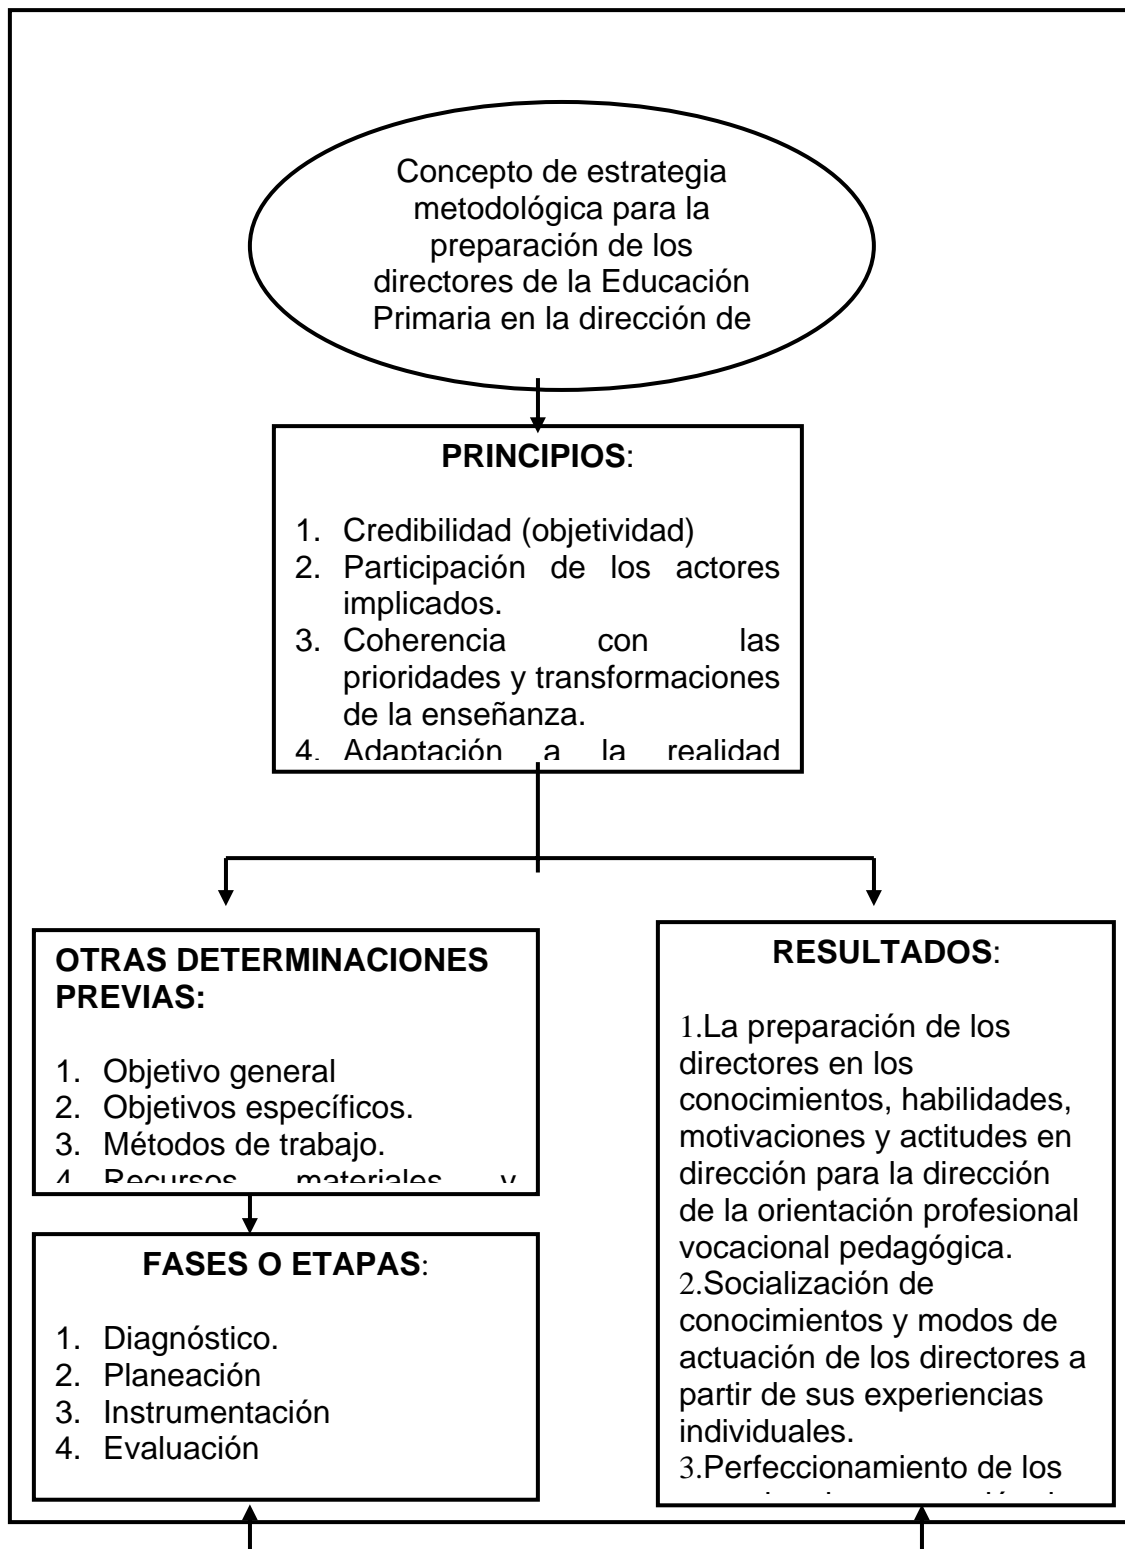 Concepto de estrategia
metodológica para la
preparación de los
directores de la Educación
Primaria en la dirección de
PRINCIPIOS:
1. Credibilidad (objetividad)
2. Participación de los actores
implicados.
3. Coherencia con las
prioridades y transformaciones
de la enseñanza.
4. Adaptación a la realidad
OTRAS DETERMINACIONES
PREVIAS:
1. Objetivo general
2. Objetivos específicos.
3. Métodos de trabajo.
4 Recursos materiales y
FASES O ETAPAS:
1. Diagnóstico.
2. Planeación
3. Instrumentación
4. Evaluación
RESULTADOS:
1.La preparación de los
directores en los
conocimientos, habilidades,
motivaciones y actitudes en
dirección para la dirección
de la orientación profesional
vocacional pedagógica.
2.Socialización de
conocimientos y modos de
actuación de los directores a
partir de sus experiencias
individuales.
3.Perfeccionamiento de los